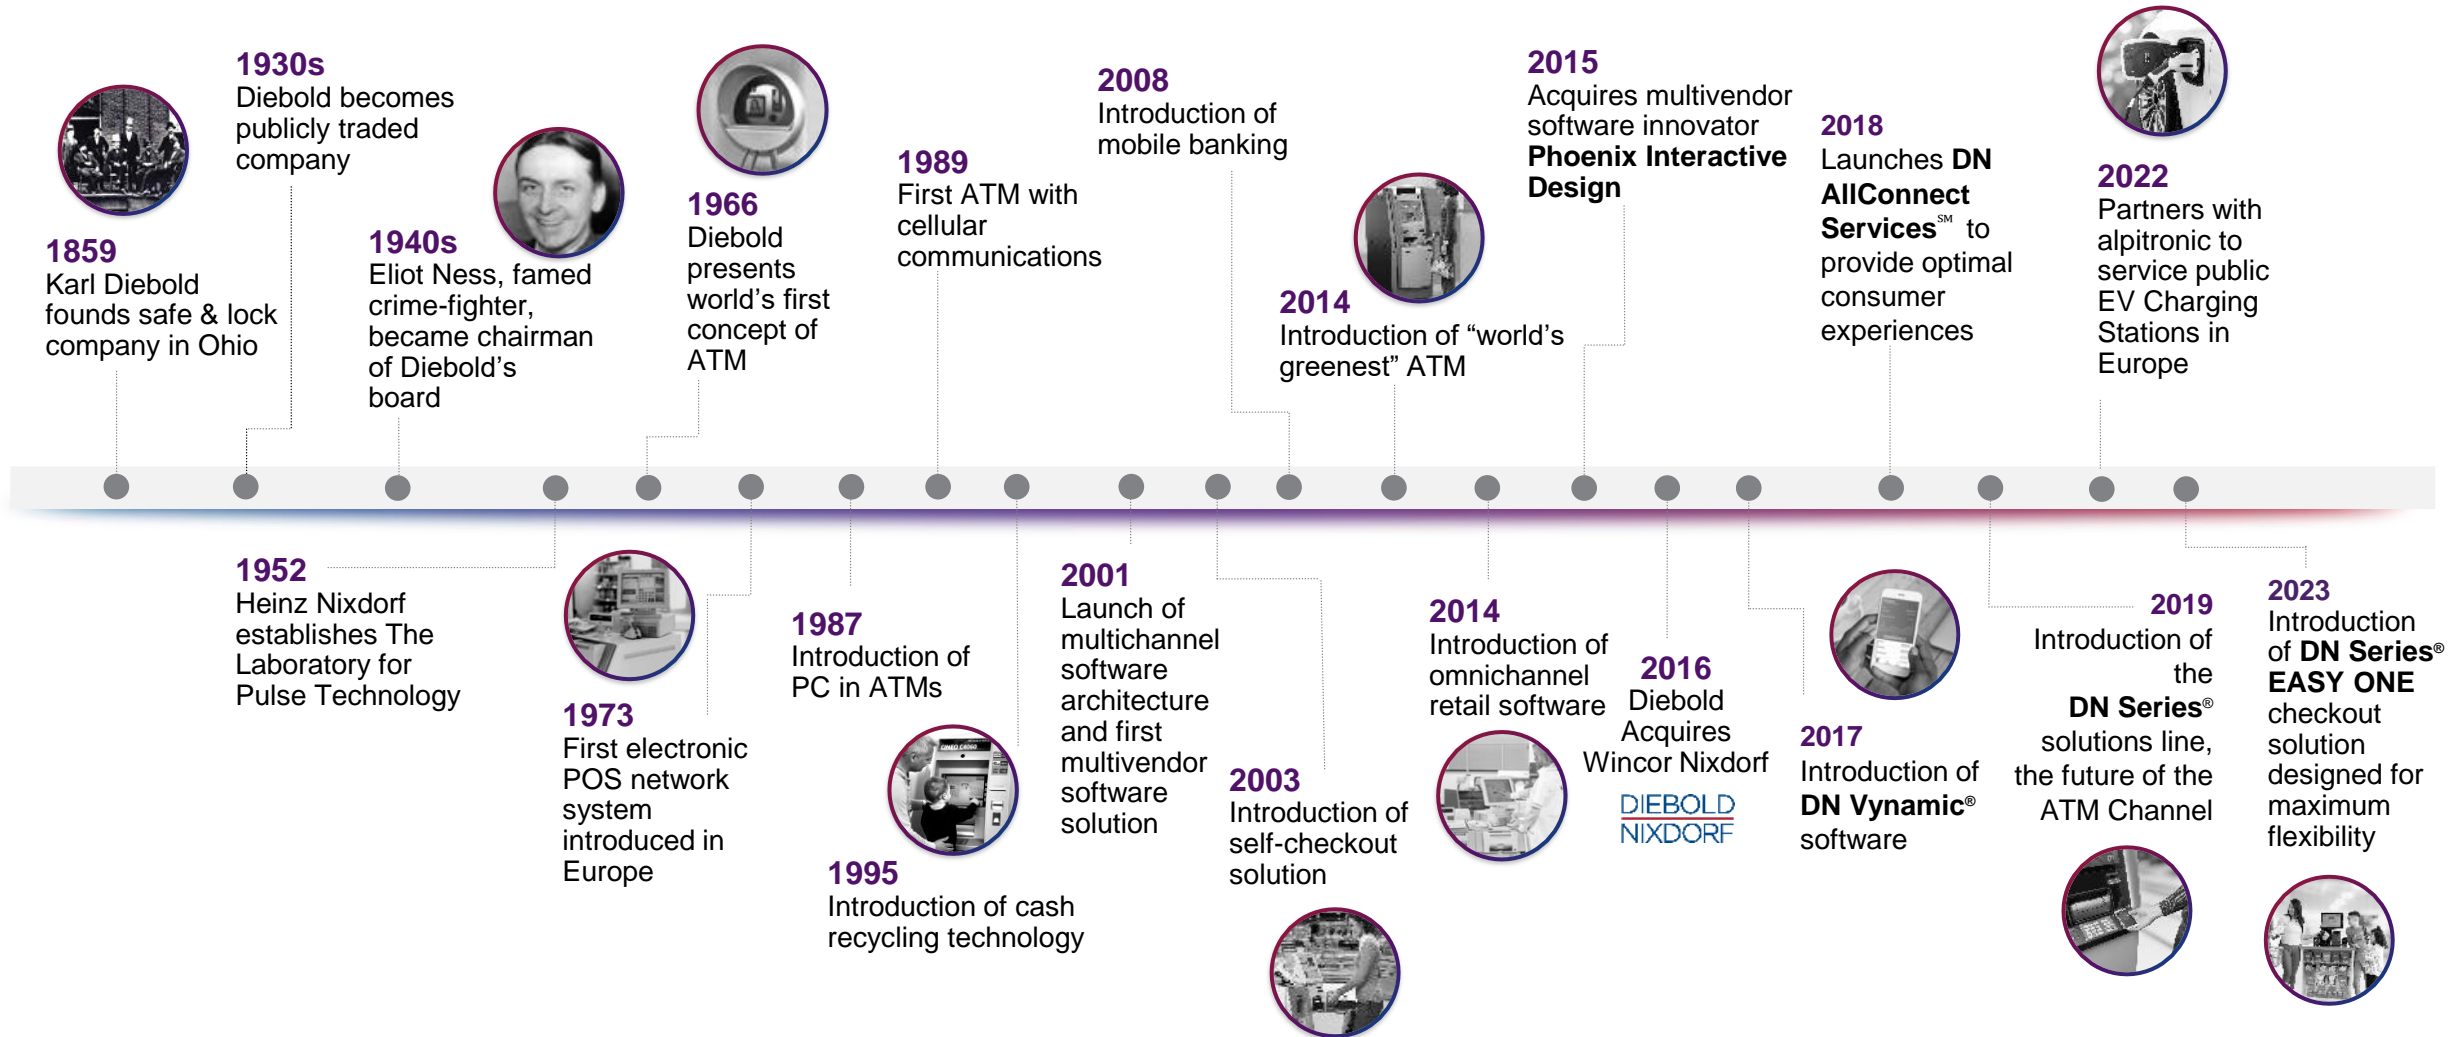 1859
Karl Diebold
founds safe & lock
company in Ohio
1930s
Diebold becomes
publicly traded
company
1940s
Eliot Ness, famed
crime-fighter,
became chairman
of Diebold’s
board
1952
Heinz Nixdorf
establishes The
Laboratory for
Pulse Technology
1966
Diebold
presents
world’s first
concept of
ATM
1973
First electronic
POS network
system
introduced in
Europe
1987
Introduction of
PC in ATMs
1989
First ATM with
cellular
communications
1995
Introduction of cash
recycling technology
2001
Launch of
multichannel
software
architecture
and first
multivendor
software
solution
2003
Introduction of
self-checkout
solution
2008
Introduction of
mobile banking
2014
Introduction of “world’s
greenest” ATM
2014
Introduction of
omnichannel
retail software
2015
Acquires multivendor
software innovator
Phoenix Interactive
Design
2016
Diebold
Acquires
Wincor Nixdorf
DIEBOLD
NIXDORF
2017
Introduction of
DN Vynamic®
software
2018
Launches DN
AllConnect
Services℠ to
provide optimal
consumer
experiences
2019
Introduction of
the
DN Series®
solutions line,
the future of the
ATM Channel
2022
Partners with
alpitronic to
service public
EV Charging
Stations in
Europe
2023
Introduction
of DN Series®
EASY ONE
checkout
solution
designed for
maximum
flexibility